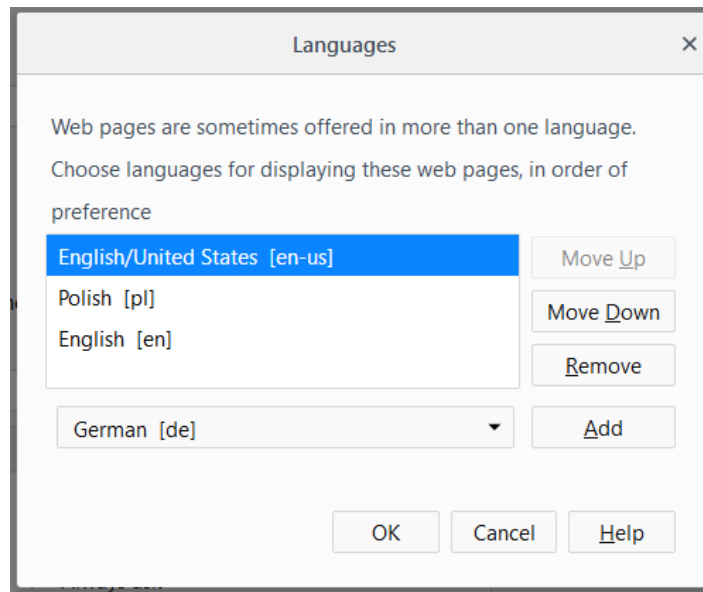 Languages
Web pages are sometimes offered in more than one language.
Choose languages for displaying these web pages, in order of
preference
English/United States [en-us]
Move Up
Polish [pl]
Move Down
English [en]
Remove
German [de]
Add
OK
Cancel
Help